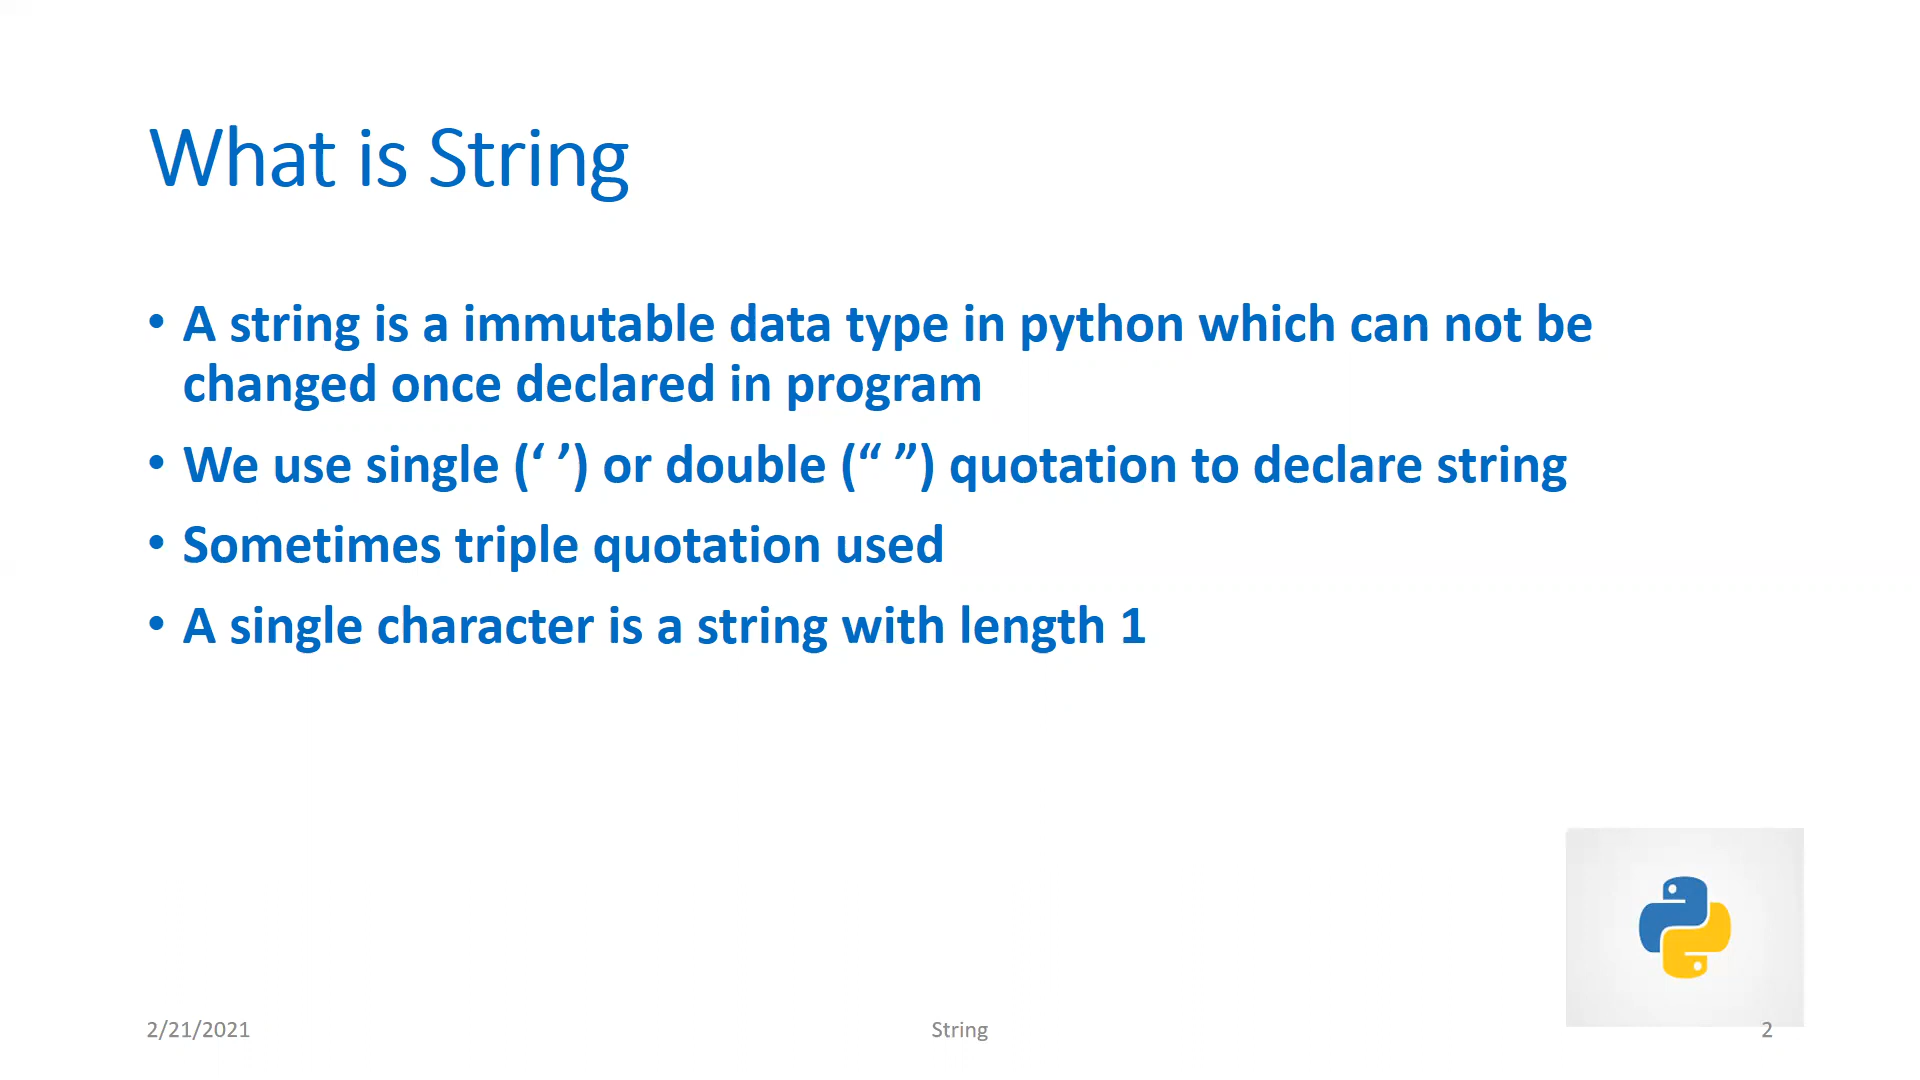 What is String
• A string is a immutable data type in python which can not be
changed once declared in program
• We use single (‘ ’) or double (“ ”) quotation to declare string
• Sometimes triple quotation used
• A single character is a string with length 1
2/21/2021
String
2